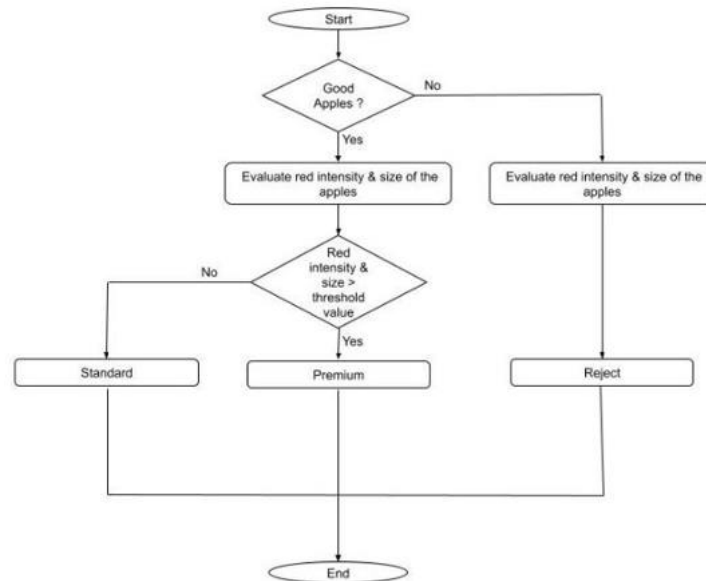 Start
Good
Apples ?
No
Yes
Evaluate red intensity & size of the
apples
Evaluate red intensity & size of the
apples
Red
intensity &
size >
threshold
value
No
Yes
Standard
Premium
Reject
End